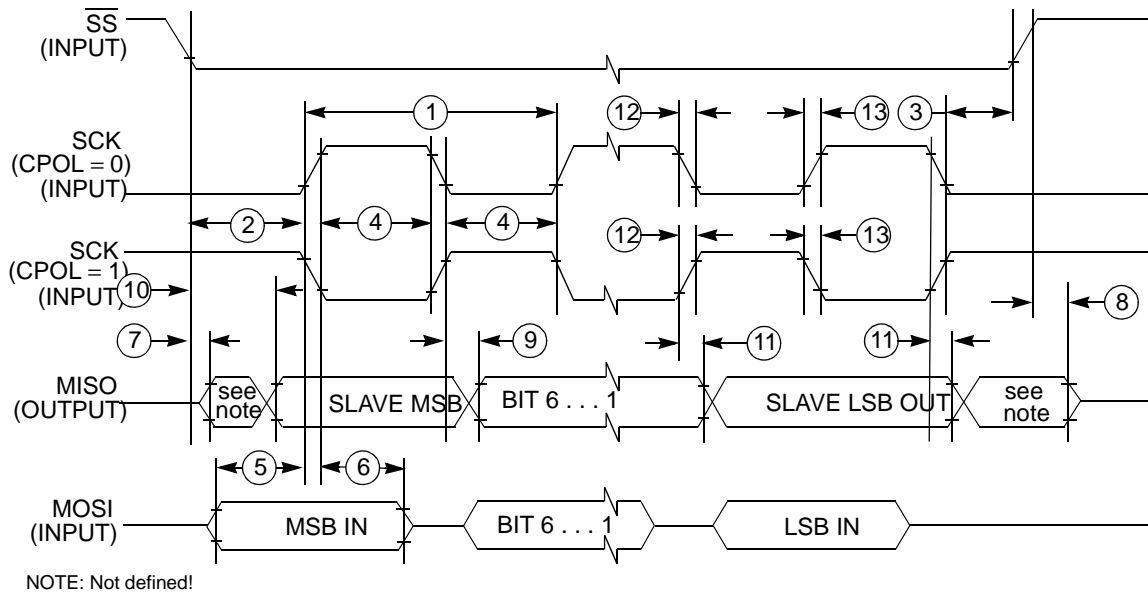 SS
(INPUT)
1
12
13
3
SCK
(CPOL = 0)
(INPUT)
2
4
4
12
13
SCK
(CPOL = 1)
(INPUT)
10
8
7
9
11
11
MISO
(OUTPUT)
see
note
SLAVE MSB
BIT 6 . . . 1
SLAVE LSB OUT
see
note
5
6
MOSI
(INPUT)
MSB IN
BIT 6 . . . 1
LSB IN
NOTE: Not defined!